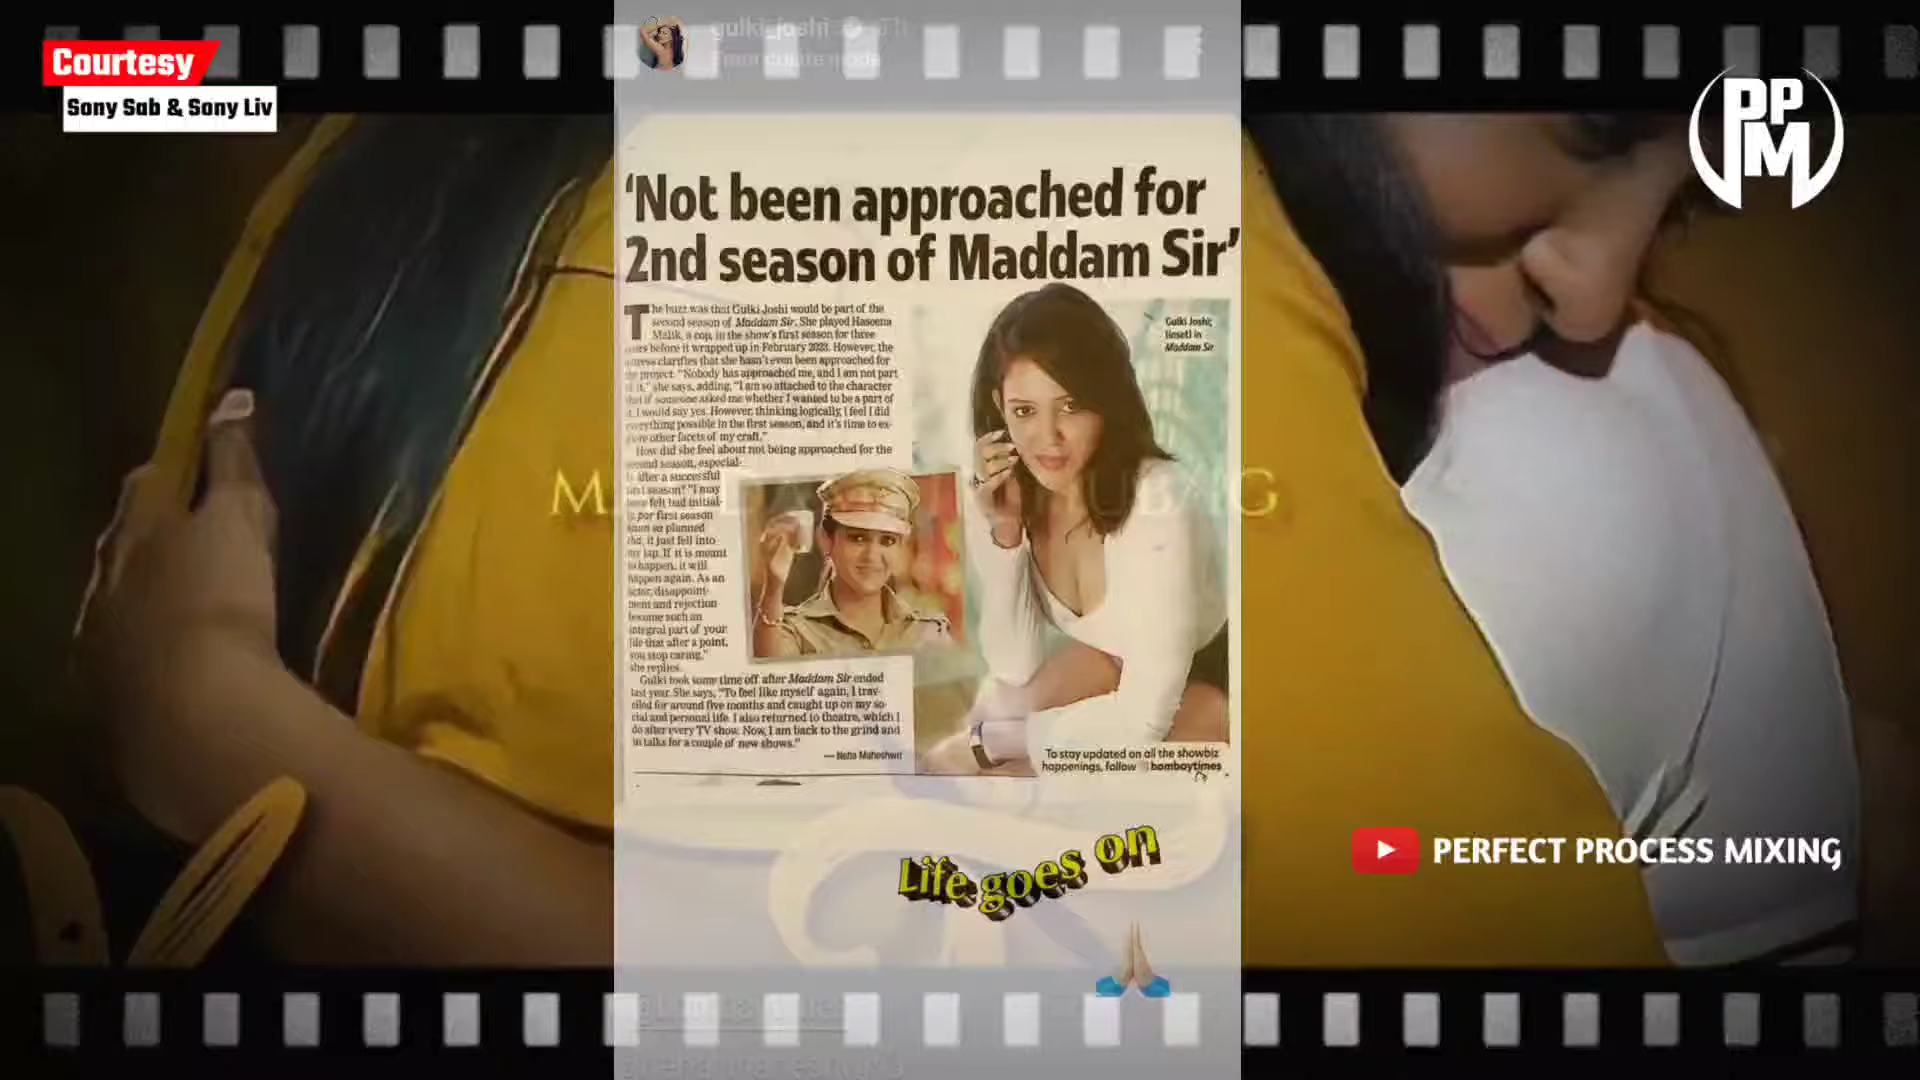 Courtesy
Sony Sab & Sony Liv
gulki_joshi
PPM
'Not been approached for
2nd season of Maddam Sir'
The buzz was that Gulki Joshi would be part of the
second season of Maddam Sir. She played Haseena
Malik, a cop, in the show's first season for three
before it wrapped up in February 2023. However, the
clarifies that she hasn't even been approached for
project. "Nobody has approached me, and I am not part
it," she says, adding, "I am so attached to the character
if someone asked me whether I wanted to be a part of
I would say yes. However, thinking logically, I feel I did
everything possible in the first season, and it's time to ex-
other facets of my craft."
How did she feel about not being approached for the
second season, especial-
after a successful
season? "I may
felt bad initial-
our first season
so planned
it just fell into
my lap. If it is meant
to happen, it will
happen again. As an
actor, disappoint-
ment and rejection
become such an
integral part of your
life that after a point,
you stop caring,"
she replies.
Gulki took some time off after Maddam Sir ended
last year. She says, "To feel like myself again, I trav-
elled for around five months and caught up on my so-
cial and personal life. I also returned to theatre, which I
do after every TV show. Now, I am back to the grind and
in talks for a couple of new shows."
— Neha Maheshwri
Gulki Joshi;
(inset) in
Maddam Sir
To stay updated on all the showbiz
happenings, follow bombaytimes
Life goes on
PERFECT PROCESS MIXING